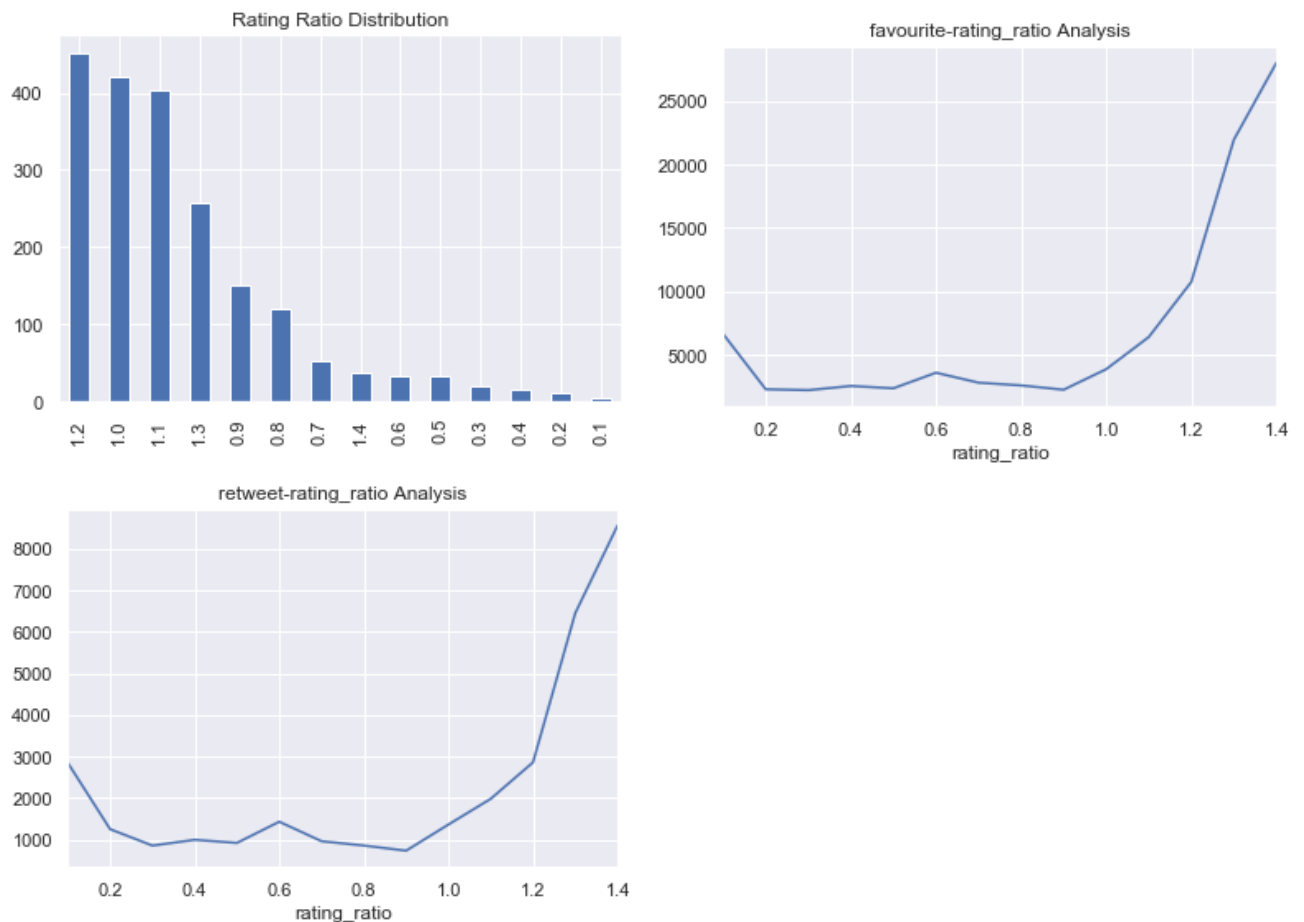 Rating Ratio Distribution
400
300
200
100
0
1.2 1.0 1.1 1.3 0.9 0.8 0.7 1.4 0.6 0.5 0.3 0.4 0.2 0.1
favourite-rating_ratio Analysis
25000
20000
15000
10000
5000
0.2 0.4 0.6 0.8 1.0 1.2 1.4
rating_ratio
retweet-rating_ratio Analysis
8000
7000
6000
5000
4000
3000
2000
1000
0.2 0.4 0.6 0.8 1.0 1.2 1.4
rating_ratio